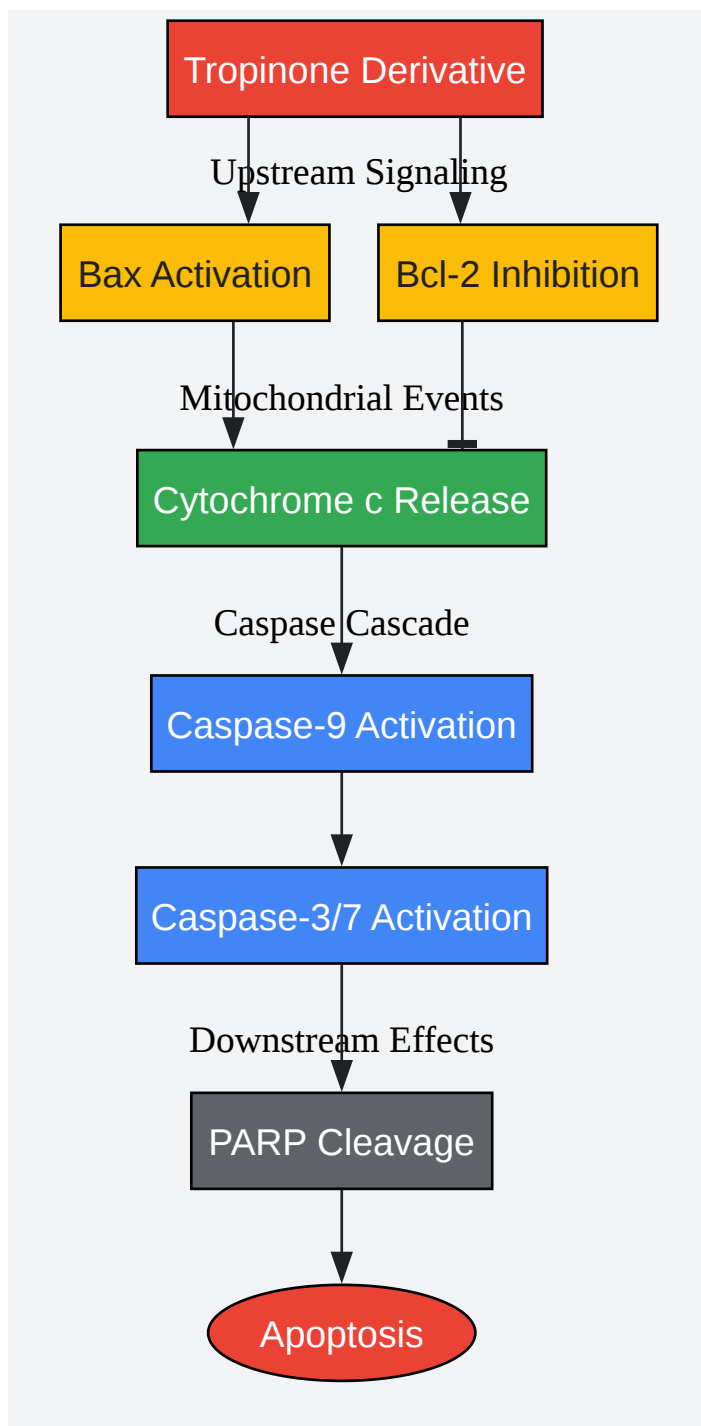 Tropinone Derivative
Upstream Signaling
Bax Activation
Bcl-2 Inhibition
Mitochondrial Events
Cytochrome c Release
Caspase Cascade
Caspase-9 Activation
Caspase-3/7 Activation
Downstream Effects
PARP Cleavage
Apoptosis